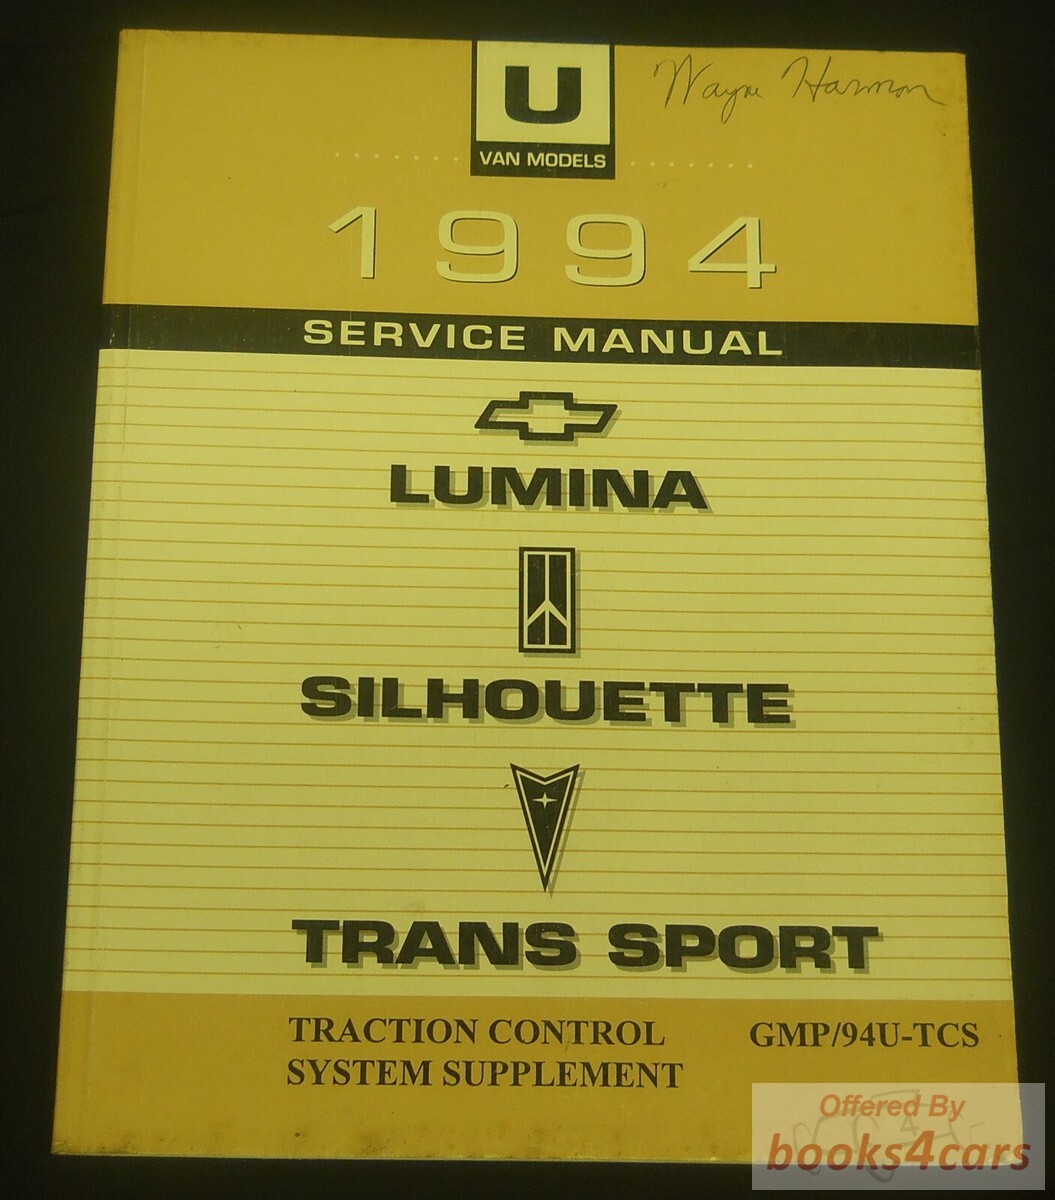 U
Wayne Harmon
VAN MODELS
1994
SERVICE MANUAL
LUMINA
SILHOUETTE
TRANS SPORT
TRACTION CONTROL GMP/94U-TCS
SYSTEM SUPPLEMENT
Offered By
books4cars